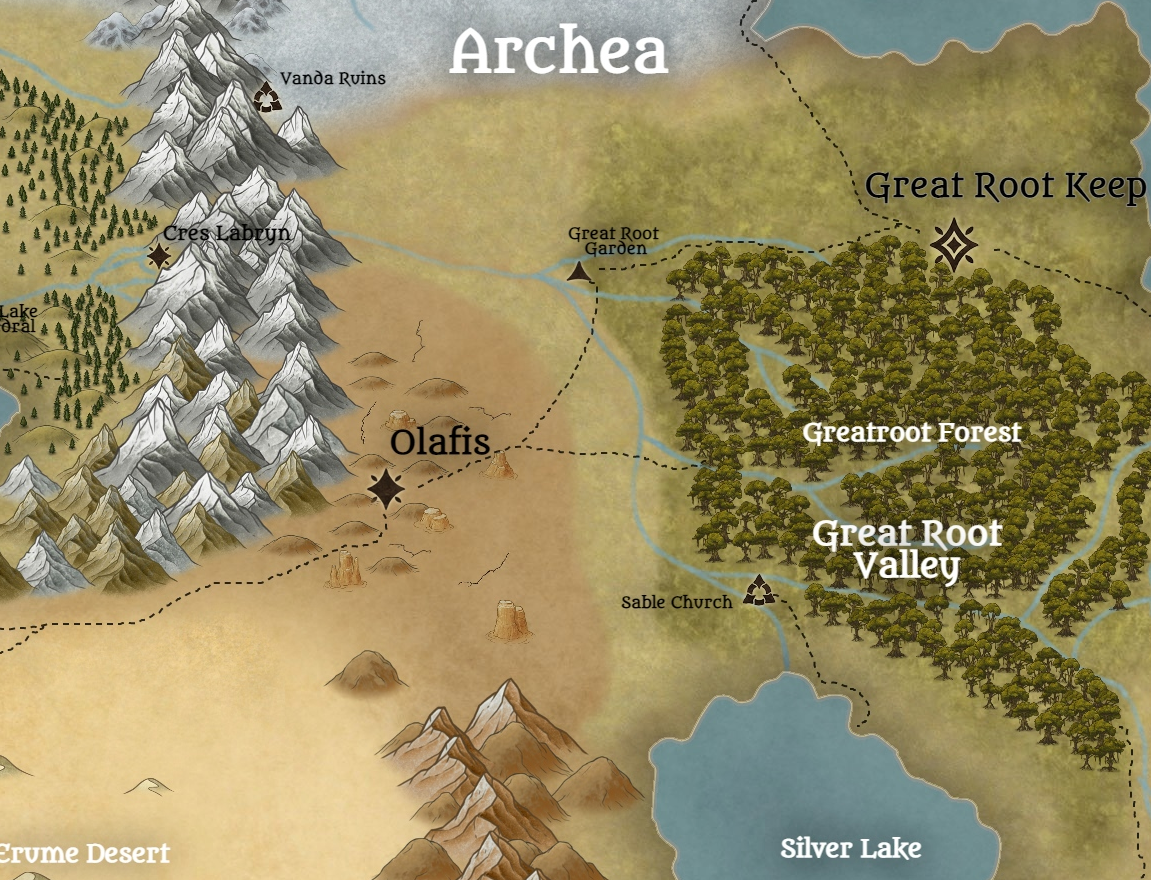 Archea
Vanda Ruins
Great Root Keep
Cres Labryn
Great Root
Garden
Lake
oral
Greatroot Forest
Olafis
Great Root
Valley
Sable Church
Silver Lake
Erume Desert